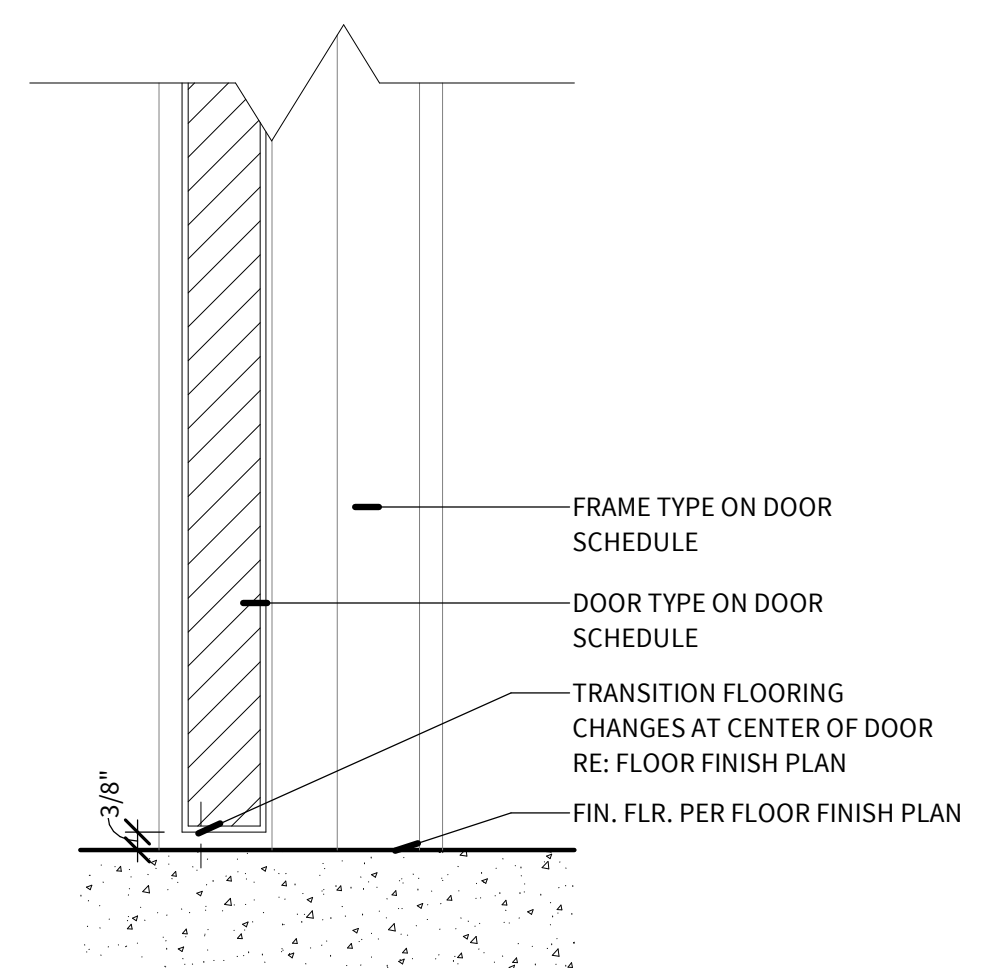 FRAME TYPE ON DOOR
SCHEDULE
DOOR TYPE ON DOOR
SCHEDULE
TRANSITION FLOORING
CHANGES AT CENTER OF DOOR
RE: FLOOR FINISH PLAN
3/8"
FIN. FLR. PER FLOOR FINISH PLAN